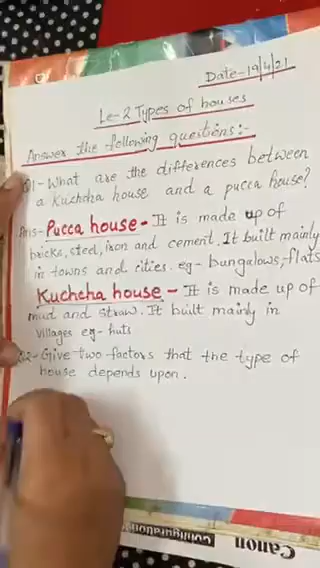 Date-19/4/21
Le-2 Types of houses
Answer the following questions:-
Q1-What are the differences between
a Kuchcha house and a pucca house?
Ans- Pucca house- It is made up of
bricks, steel, iron and cement. It built mainly
in towns and cities. eg- bungalows, flats
Kuchcha house - It is made up of
mud and straw. It built mainly in
villages eg- huts
Q2- Give two factors that the type of
house depends upon.
Canon
Configuration